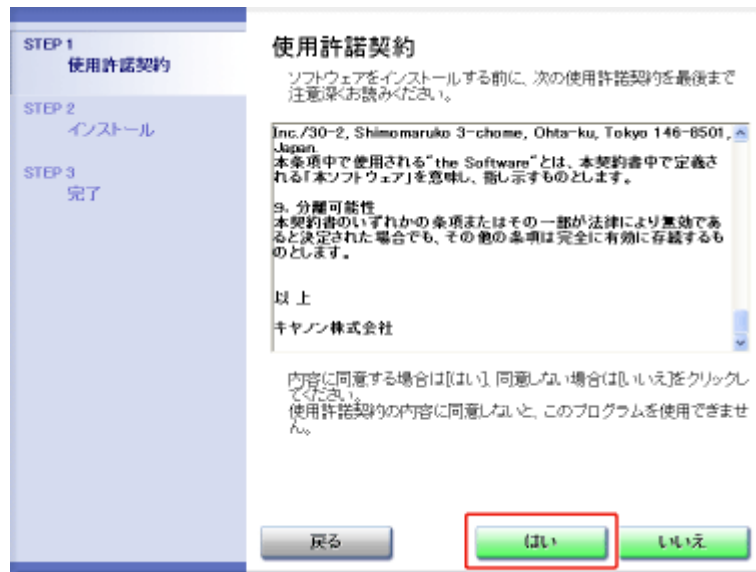 STEP 1
使用許諾契約
STEP 2
インストール
STEP 3
完了
使用許諾契約
ソフトウェアをインストールする前に、次の使用許諾契約を最後まで
注意深くお読みください。
Inc./30-2, Shimomaruko 3-chome, Ohta-ku, Tokyo 146-8501,
Japan.
本条項中で使用される"the Software"とは、本契約書中で定義さ
れる「本ソフトウェア」を意味し、指し示すものとします。
9. 分離可能性
本契約書のいずれかの条項またはその一部が法律により無効であ
ると決定された場合でも、その他の条項は完全に有効に存続するも
のとします。
以 上
キヤノン株式会社
内容に同意する場合は[はい]、同意しない場合は[いいえ]をクリックし
てください。
使用許諾契約の内容に同意しないと、このプログラムを使用できませ
ん。
戻る
はい
いいえ